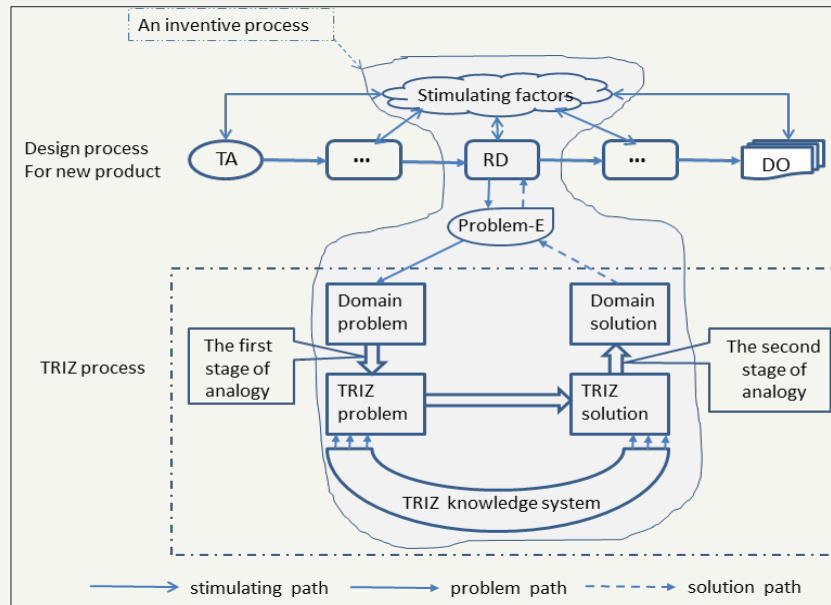 An inventive process
Stimulating factors
Design process
For new product
TA
...
RD
...
DO
Problem-E
Domain
problem
Domain
solution
The first
stage of
analogy
The second
stage of
analogy
TRIZ process
TRIZ
problem
TRIZ
solution
TRIZ knowledge system
stimulating path
problem path
solution path